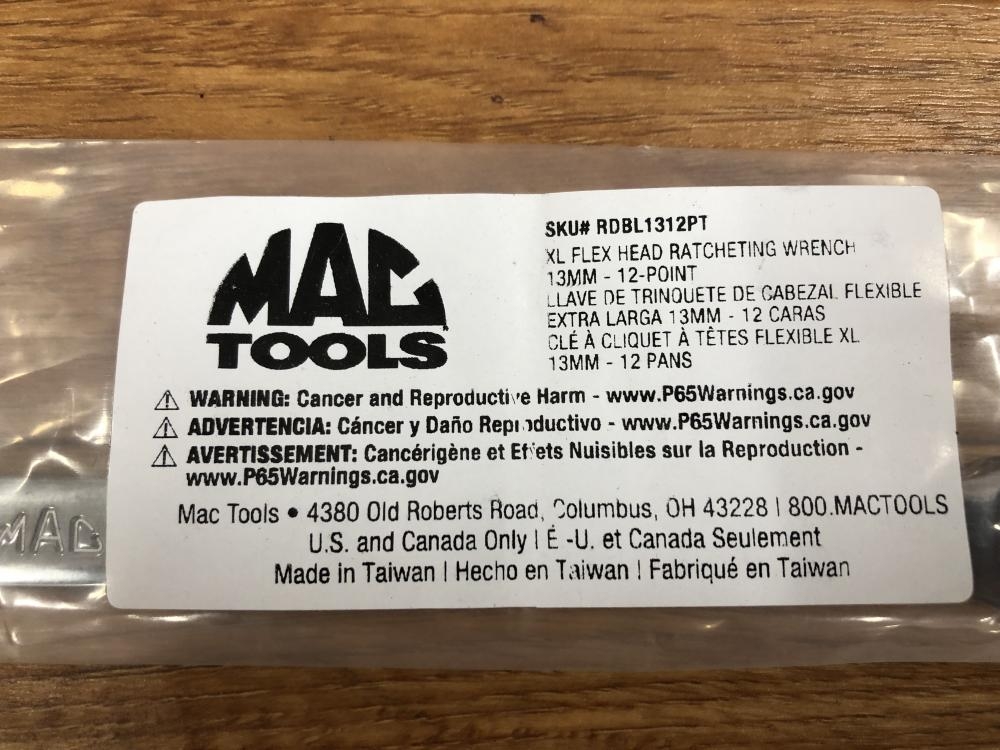 MAC
TOOLS
SKU# RDBL1312PT
XL FLEX HEAD RATCHETING WRENCH
13MM - 12-POINT
LLAVE DE TRINQUETE DE CABEZAL FLEXIBLE
EXTRA LARGA 13MM - 12 CARAS
CLÉ À CLIQUET À TÊTES FLEXIBLE XL
13MM - 12 PANS
⚠ WARNING: Cancer and Reproductive Harm - www.P65Warnings.ca.gov
⚠ ADVERTENCIA: Cáncer y Daño Reproductivo - www.P65Warnings.ca.gov
⚠ AVERTISSEMENT: Cancérigène et Effets Nuisibles sur la Reproduction -
www.P65Warnings.ca.gov
Mac Tools • 4380 Old Roberts Road, Columbus, OH 43228 | 800.MACTOOLS
U.S. and Canada Only | É -U. et Canada Seulement
Made in Taiwan | Hecho en Taiwan | Fabriqué en Taiwan
MAC